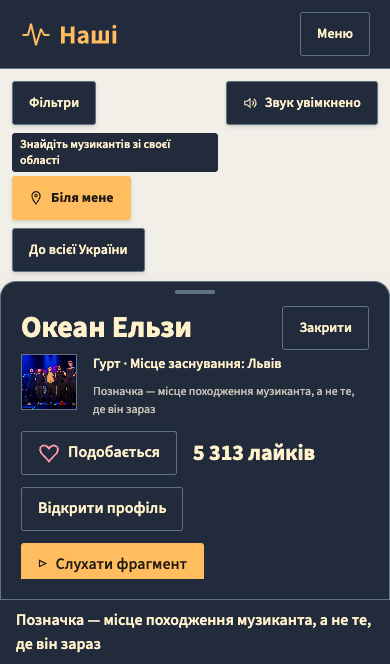 Наші
Меню
Фільтри
Звук увімкнено
Знайдіть музикантів зі своєї
області
Біля мене
До всієї України
Океан Ельзи
Закрити
Гурт · Місце заснування: Львів
Позначка — місце походження музиканта, а не те,
де він зараз
Подобається
5 313 лайків
Відкрити профіль
Слухати фрагмент
Позначка — місце походження музиканта, а не те,
де він зараз